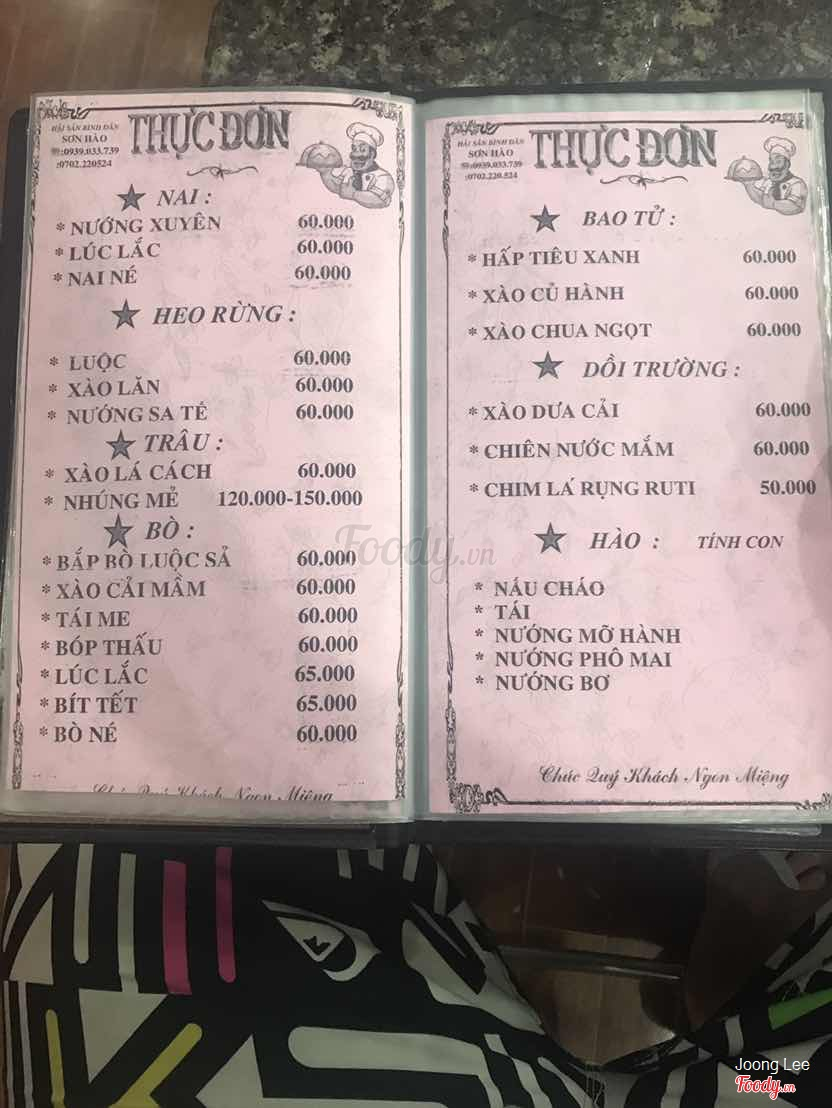 HẢI SẢN BÌNH DÂN
SƠN HÀO
☎:0939.033.739
:0702.220524
THỰC ĐƠN
★ NAI :
* NƯỚNG XUYÊN 60.000
* LÚC LẮC 60.000
* NAI NÉ 60.000
★ HEO RỪNG :
* LUỘC 60.000
* XÀO LĂN 60.000
* NƯỚNG SA TẾ 60.000
★ TRÂU :
* XÀO LÁ CÁCH 60.000
* NHÚNG MẺ 120.000-150.000
★ BÒ :
* BẮP BÒ LUỘC SẢ 60.000
* XÀO CẢI MẦM 60.000
* TÁI ME 60.000
* BÓP THẤU 60.000
* LÚC LẮC 65.000
* BÍT TẾT 65.000
* BÒ NÉ 60.000
Chúc Quý Khách Ngon Miệng
HẢI SẢN BÌNH DÂN
SƠN HÀO
☎:0939.033.739
:0702.220.524
THỰC ĐƠN
★ BAO TỬ :
* HẤP TIÊU XANH 60.000
* XÀO CỦ HÀNH 60.000
* XÀO CHUA NGỌT 60.000
★ DỒI TRƯỜNG :
* XÀO DƯA CẢI 60.000
* CHIÊN NƯỚC MẮM 60.000
* CHIM LÁ RỤNG RUTI 50.000
★ HÀO : TÍNH CON
* NẤU CHÁO
* TÁI
* NƯỚNG MỠ HÀNH
* NƯỚNG PHÔ MAI
* NƯỚNG BƠ
Chúc Quý Khách Ngon Miệng
Foody.vn
Joong Lee
Foody.vn